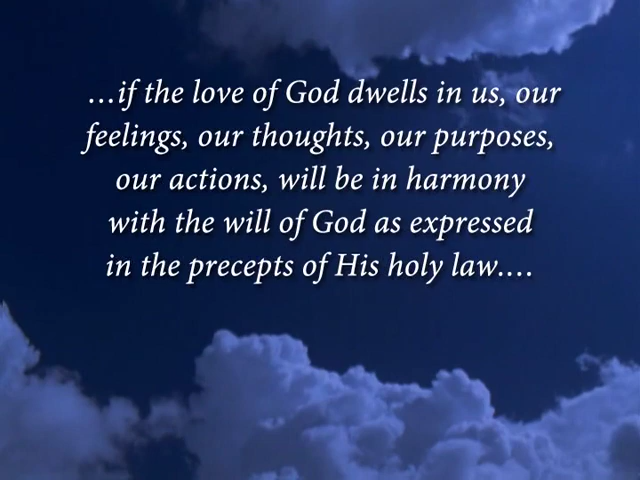 …if the love of God dwells in us, our
feelings, our thoughts, our purposes,
our actions, will be in harmony
with the will of God as expressed
in the precepts of His holy law.…